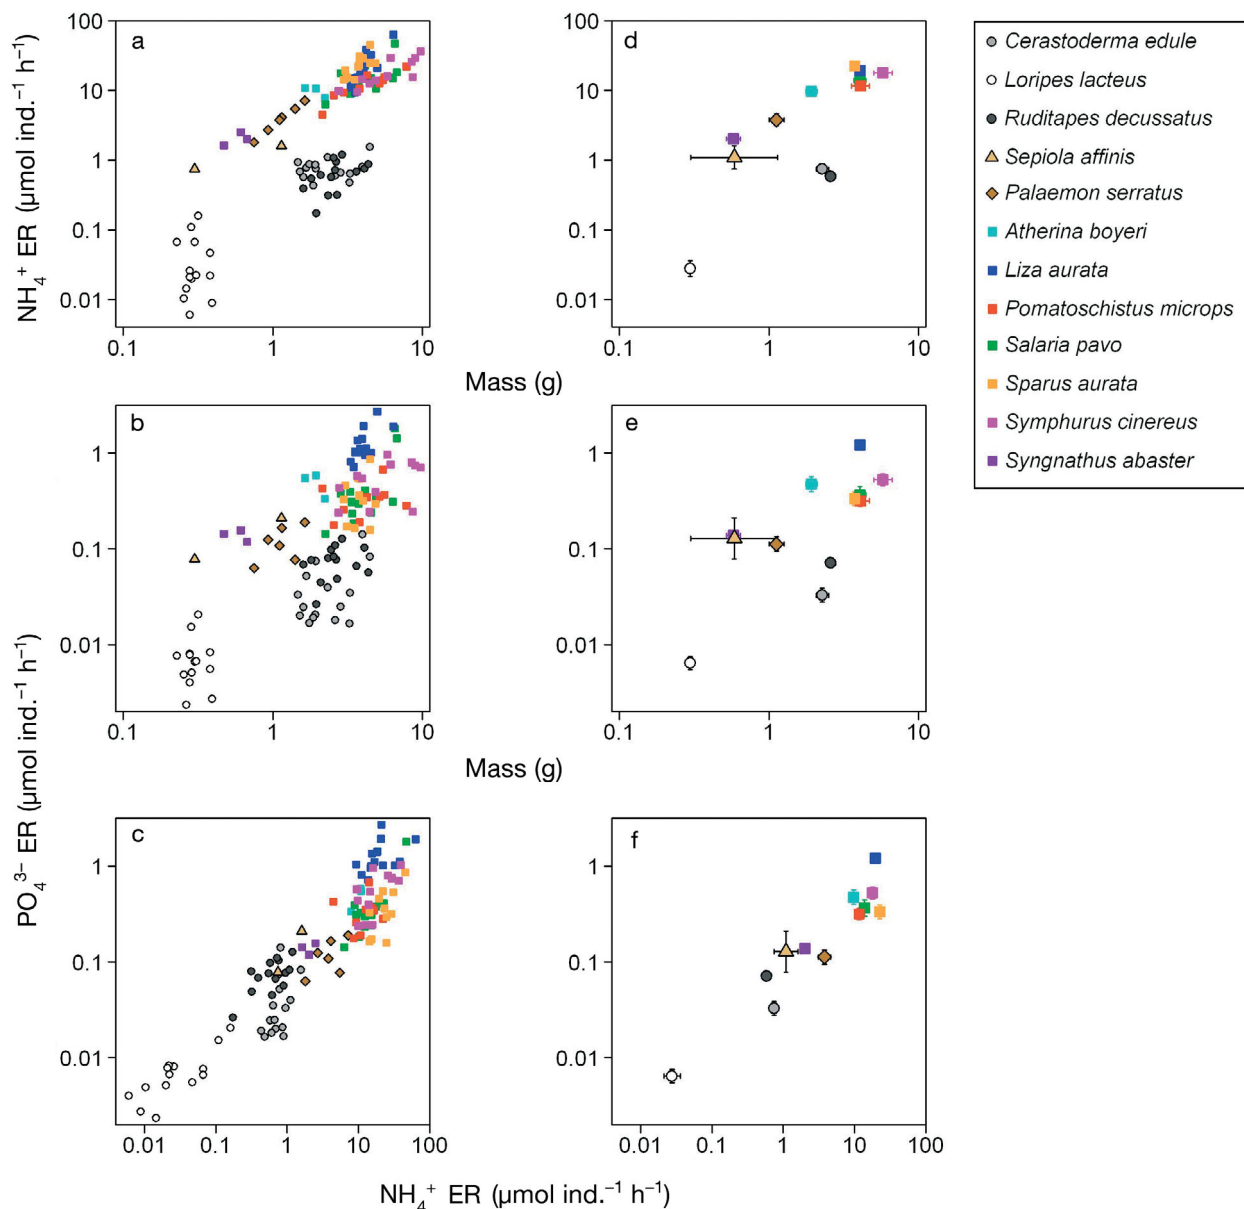 a
100
10
1
0.1
0.01
0.1
1
10
NH₄⁺ ER (µmol ind.⁻¹ h⁻¹)
d
100
10
1
0.1
0.01
0.1
1
10
Mass (g)
b
1
0.1
0.01
0.1
1
10
e
1
0.1
0.01
0.1
1
10
Mass (g)
PO₄³⁻ ER (µmol ind.⁻¹ h⁻¹)
c
1
0.1
0.01
0.01
0.1
1
10
100
f
1
0.1
0.01
0.01
0.1
1
10
100
NH₄⁺ ER (µmol ind.⁻¹ h⁻¹)
Cerastoderma edule
Loripes lacteus
Ruditapes decussatus
Sepiola affinis
Palaemon serratus
Atherina boyeri
Liza aurata
Pomatoschistus microps
Salaria pavo
Sparus aurata
Symphurus cinereus
Syngnathus abaster